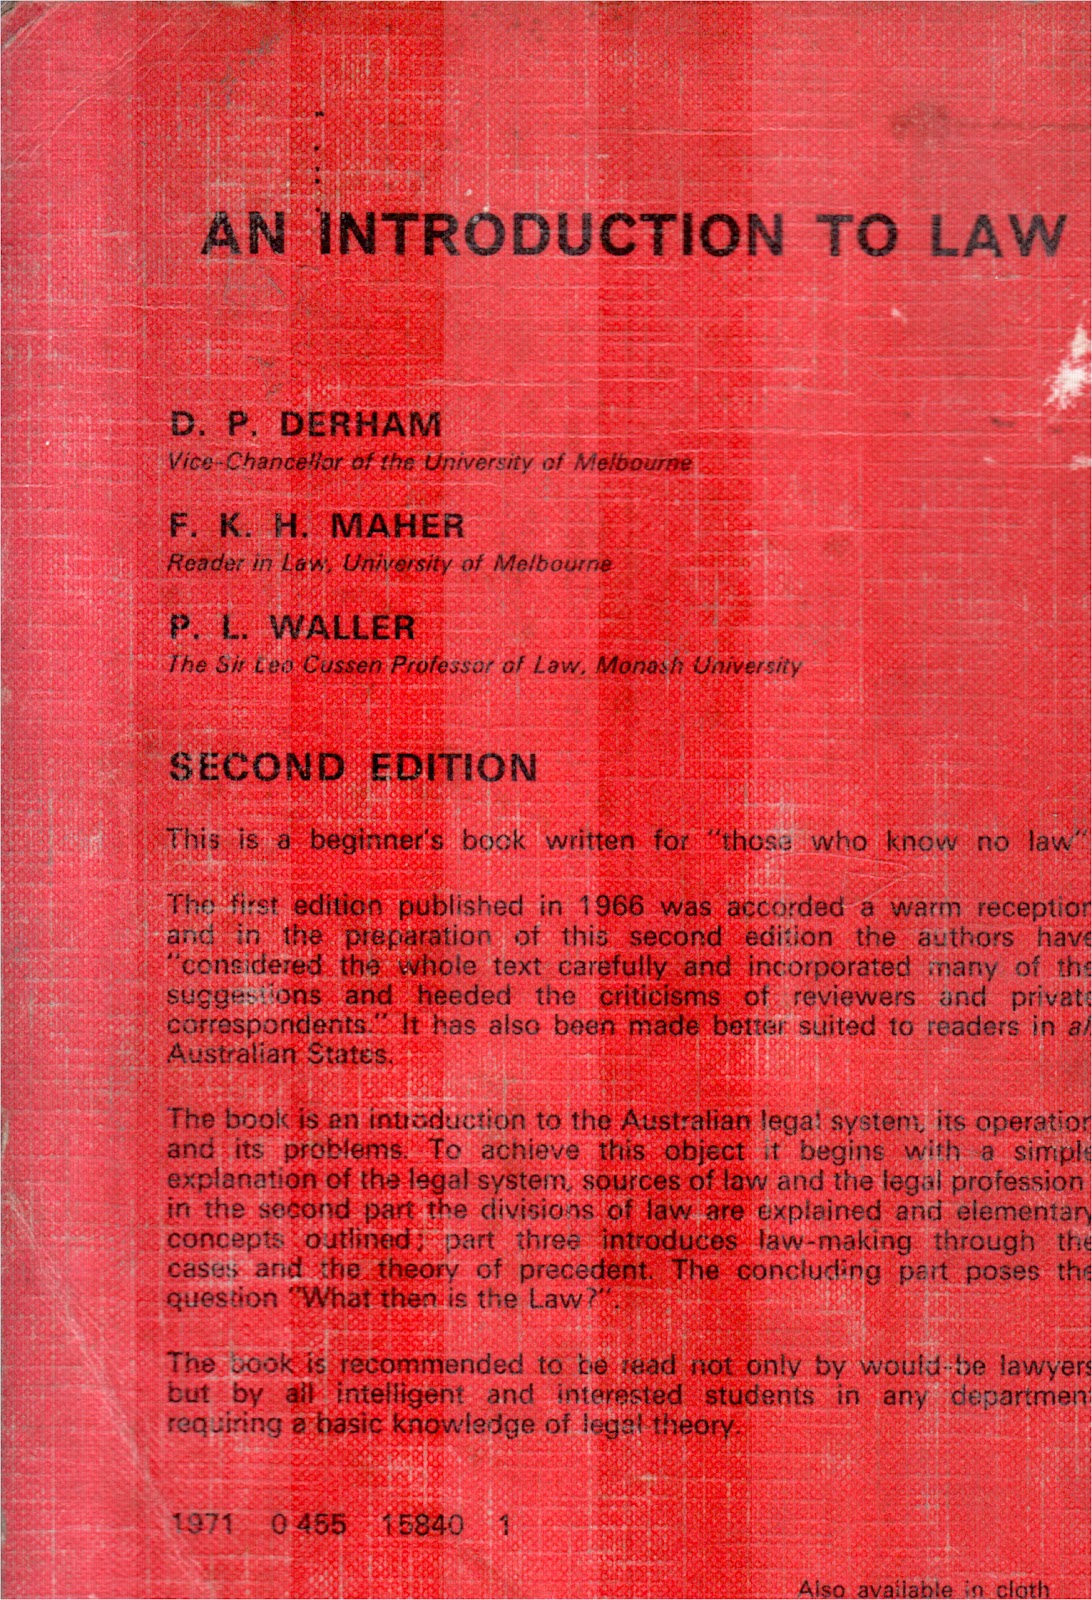 AN INTRODUCTION TO LAW
D. P. DERHAM
Vice-Chancellor of the University of Melbourne
F. K. H. MAHER
Reader in Law, University of Melbourne
P. L. WALLER
The Sir Leo Cussen Professor of Law, Monash University
SECOND EDITION
This is a beginner's book written for "those who know no law"
The first edition published in 1966 was accorded a warm reception
and in the preparation of this second edition the authors have
"considered the whole text carefully and incorporated many of the
suggestions and heeded the criticisms of reviewers and private
correspondents." It has also been made better suited to readers in al
Australian States.
The book is an introduction to the Australian legal system, its operation
and its problems. To achieve this object it begins with a simple
explanation of the legal system, sources of law and the legal profession
in the second part the divisions of law are explained and elementary
concepts outlined; part three introduces law-making through the
cases and the theory of precedent. The concluding part poses the
question "What then is the Law?".
The book is recommended to be read not only by would-be lawyers
but by all intelligent and interested students in any departmen
requiring a basic knowledge of legal theory.
1971 0 455 15840 1
Also available in cloth